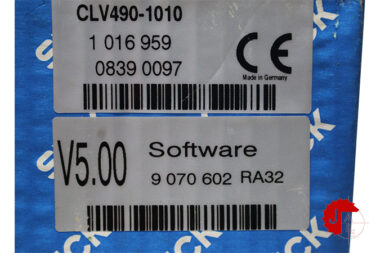 CLV490-1010
1 016 959
0839 0097
CE
Made in Germany
V5.00 Software
9 070 602 RA32
SICK